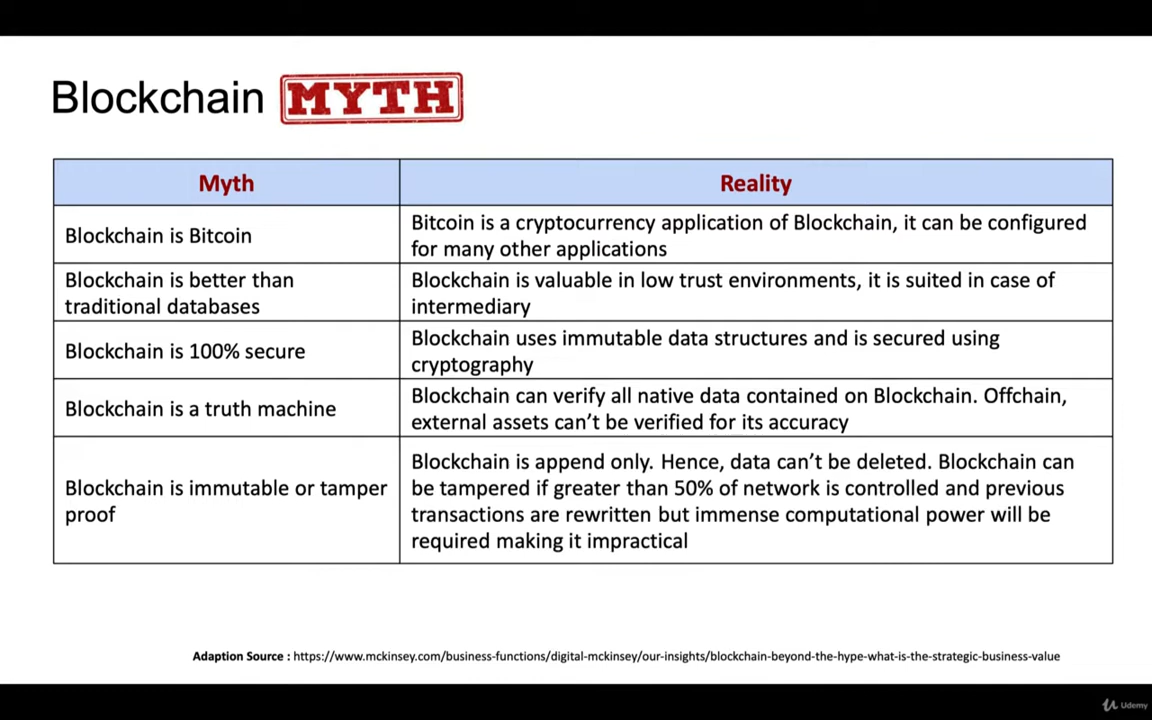 Blockchain MYTH
Myth
Reality
Blockchain is Bitcoin
Bitcoin is a cryptocurrency application of Blockchain, it can be configured
for many other applications
Blockchain is better than
traditional databases
Blockchain is valuable in low trust environments, it is suited in case of
intermediary
Blockchain is 100% secure
Blockchain uses immutable data structures and is secured using
cryptography
Blockchain is a truth machine
Blockchain can verify all native data contained on Blockchain. Offchain,
external assets can’t be verified for its accuracy
Blockchain is immutable or tamper
proof
Blockchain is append only. Hence, data can’t be deleted. Blockchain can
be tampered if greater than 50% of network is controlled and previous
transactions are rewritten but immense computational power will be
required making it impractical
Adaption Source : https://www.mckinsey.com/business-functions/digital-mckinsey/our-insights/blockchain-beyond-the-hype-what-is-the-strategic-business-value
Udemy